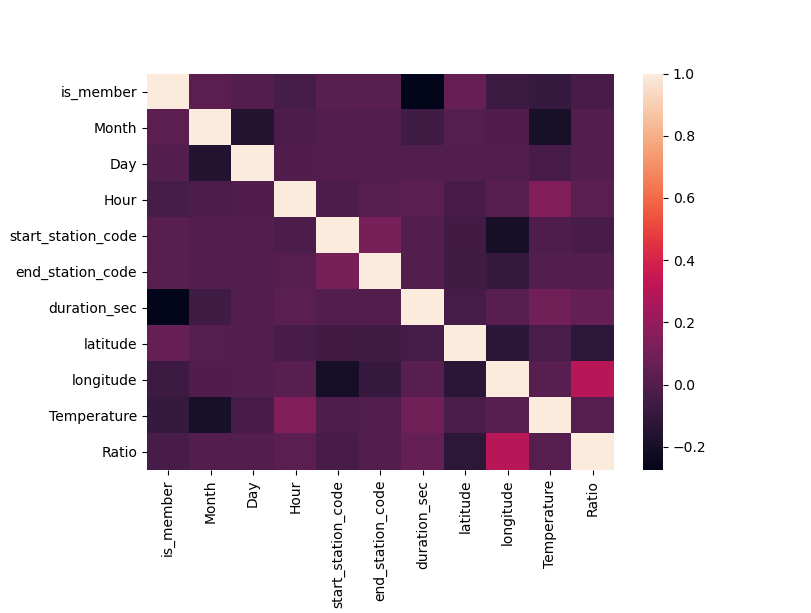 is_member
Month
Day
Hour
start_station_code
end_station_code
duration_sec
latitude
longitude
Temperature
Ratio
is_member
Month
Day
Hour
start_station_code
end_station_code
duration_sec
latitude
longitude
Temperature
Ratio
1.0
0.8
0.6
0.4
0.2
0.0
−0.2